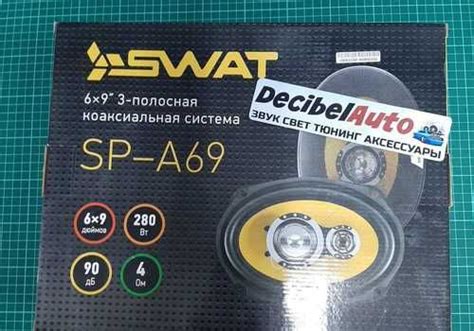 SWAT
6×9" 3-полосная
коаксиальная система
SP-A69
DecibelAuto
ЗВУК СВЕТ ТЮНИНГ АКСЕССУАРЫ
6×9
дюймов
280
Вт
90
дБ
4
Ом